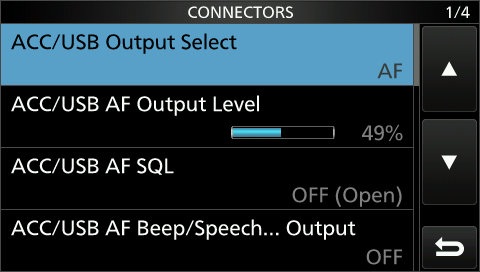 CONNECTORS 1/4
ACC/USB Output Select
AF
ACC/USB AF Output Level
49%
ACC/USB AF SQL
OFF (Open)
ACC/USB AF Beep/Speech... Output
OFF